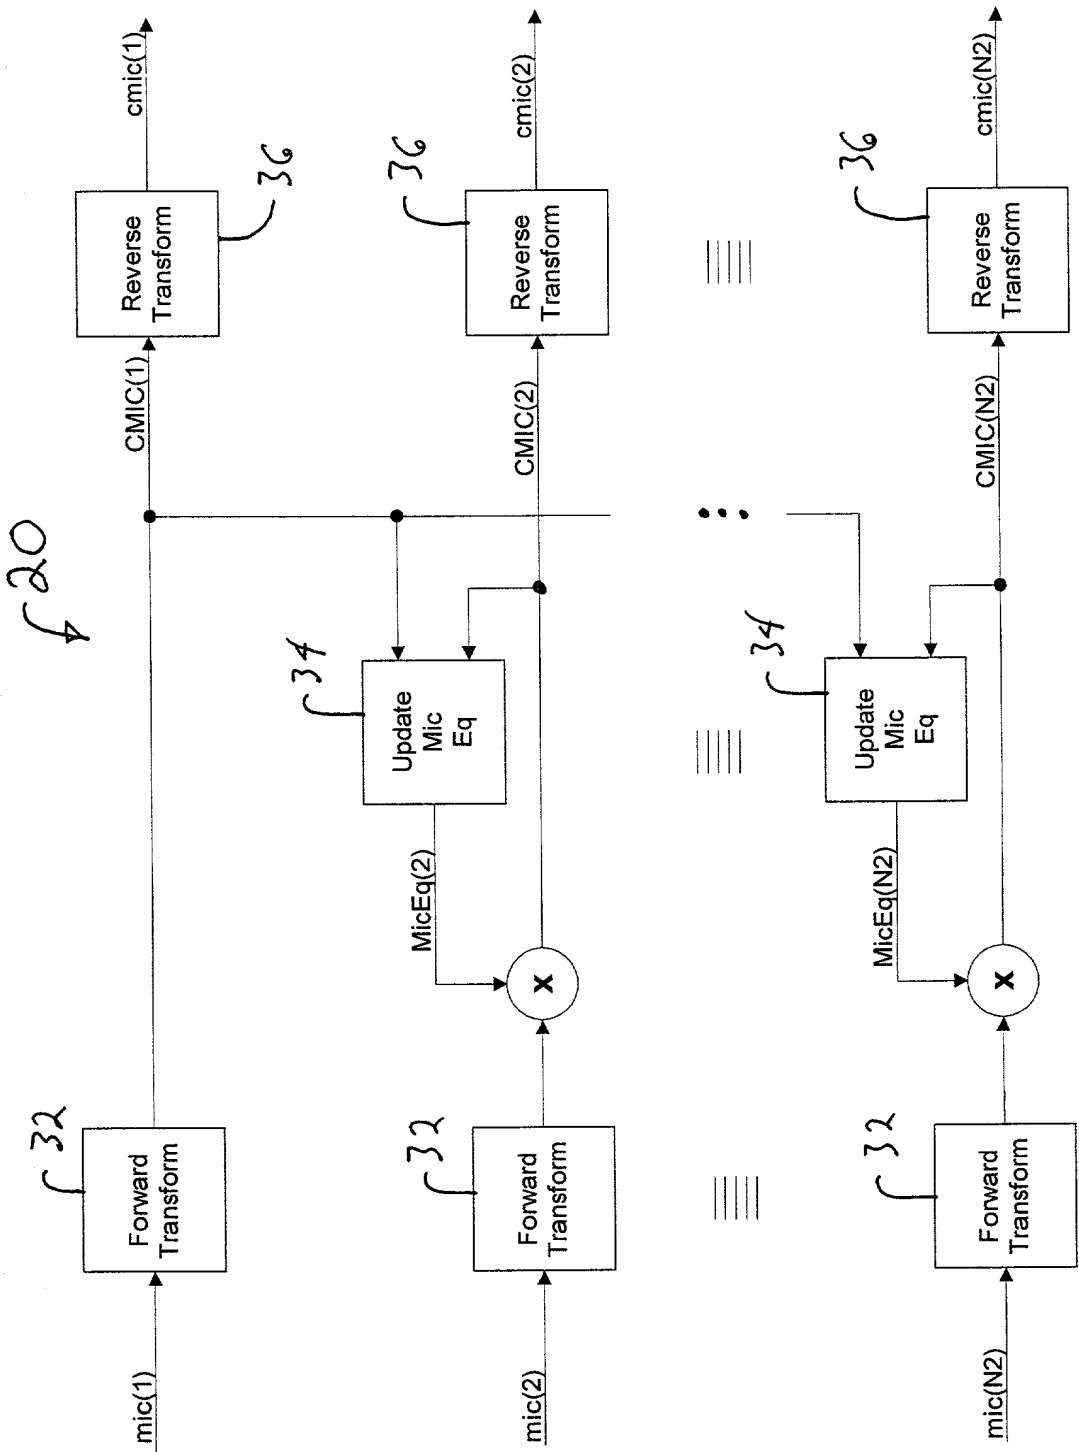 20
mic(1)
Forward
Transform
32
CMIC(1)
Reverse
Transform
36
cmic(1)
mic(2)
Forward
Transform
32
X
MicEq(2)
Update
Mic
Eq
34
CMIC(2)
Reverse
Transform
36
cmic(2)
mic(N2)
Forward
Transform
32
X
MicEq(N2)
Update
Mic
Eq
34
CMIC(N2)
Reverse
Transform
36
cmic(N2)